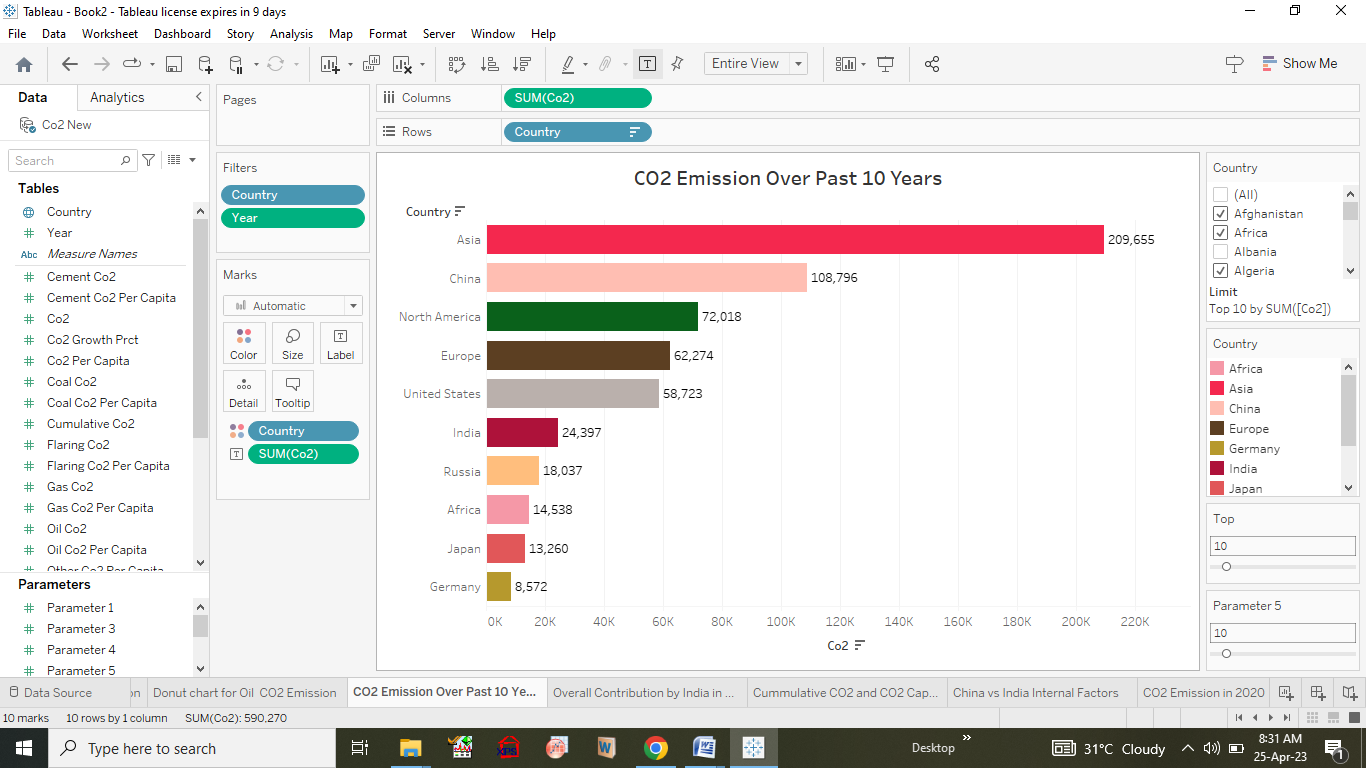 Tableau - Book2 - Tableau license expires in 9 days
File Data Worksheet Dashboard Story Analysis Map Format Server Window Help
Entire View
Show Me
Data Analytics
Co2 New
Search
Tables
Country
Year
Abc Measure Names
Cement Co2
Cement Co2 Per Capita
Co2
Co2 Growth Prct
Co2 Per Capita
Coal Co2
Coal Co2 Per Capita
Cumulative Co2
Flaring Co2
Flaring Co2 Per Capita
Gas Co2
Gas Co2 Per Capita
Oil Co2
Oil Co2 Per Capita
Other Co2 Per Capita
Parameters
Parameter 1
Parameter 3
Parameter 4
Parameter 5
Pages
Filters
Country
Year
Marks
Automatic
Color Size Label
Detail Tooltip
Country
SUM(Co2)
Columns SUM(Co2)
Rows Country
CO2 Emission Over Past 10 Years
Country
Asia 209,655
China 108,796
North America 72,018
Europe 62,274
United States 58,723
India 24,397
Russia 18,037
Africa 14,538
Japan 13,260
Germany 8,572
0K 20K 40K 60K 80K 100K 120K 140K 160K 180K 200K 220K
Co2
Country
(All)
Afghanistan
Africa
Albania
Algeria
Limit
Top 10 by SUM([Co2])
Country
Africa
Asia
China
Europe
Germany
India
Japan
Top
10
Parameter 5
10
Data Source on Donut chart for Oil CO2 Emission CO2 Emission Over Past 10 Ye... Overall Contribution by India in ... Cummulative CO2 and CO2 Cap... China vs India Internal Factors CO2 Emission in 2020
10 marks 10 rows by 1 column SUM(Co2): 590,270
Type here to search
XPS
W
W
Desktop
»
31°C Cloudy
8:31 AM
25-Apr-23
1